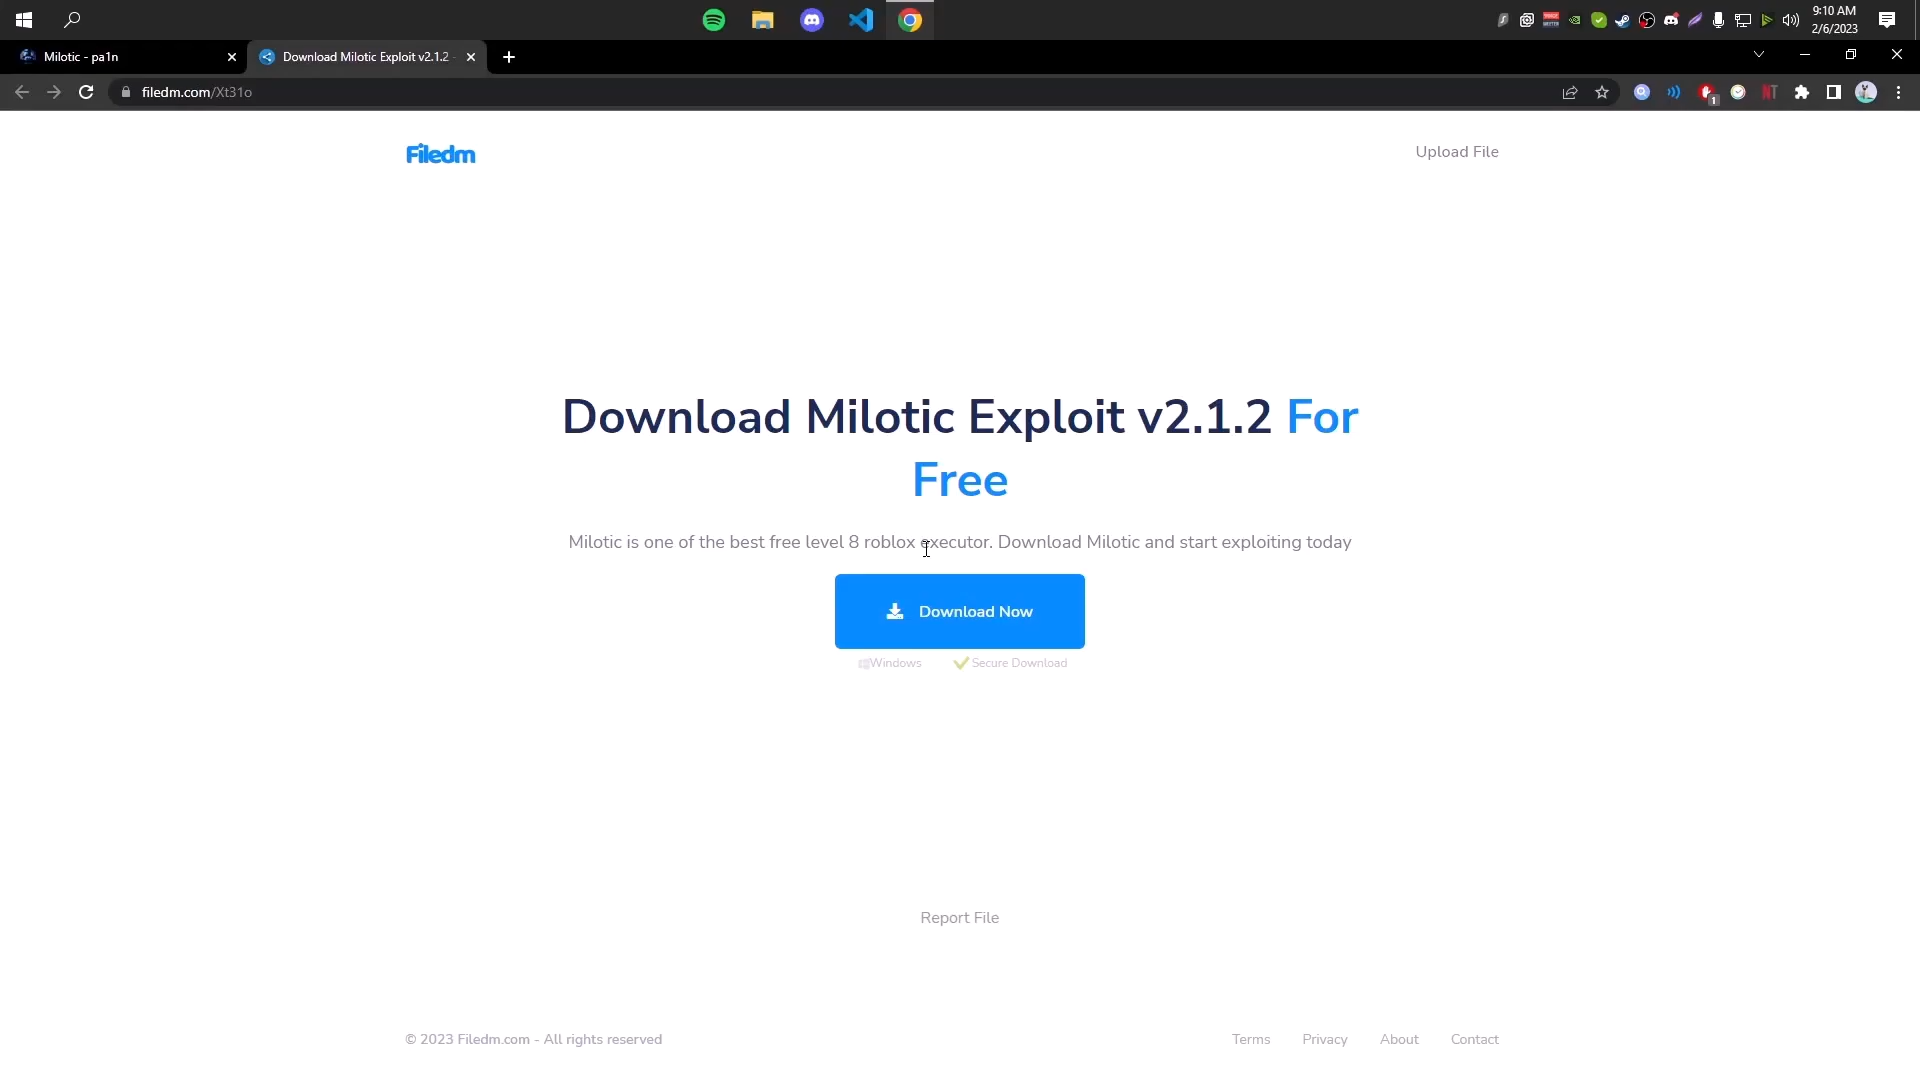 9:10 AM
2/6/2023
Milotic - pa1n
Download Milotic Exploit v2.1.2 -
filedm.com/Xt31o
1
NT
Filedm
Upload File
Download Milotic Exploit v2.1.2 For
Free
Milotic is one of the best free level 8 roblox executor. Download Milotic and start exploiting today
Download Now
Windows
Secure Download
Report File
© 2023 Filedm.com - All rights reserved
Terms
Privacy
About
Contact